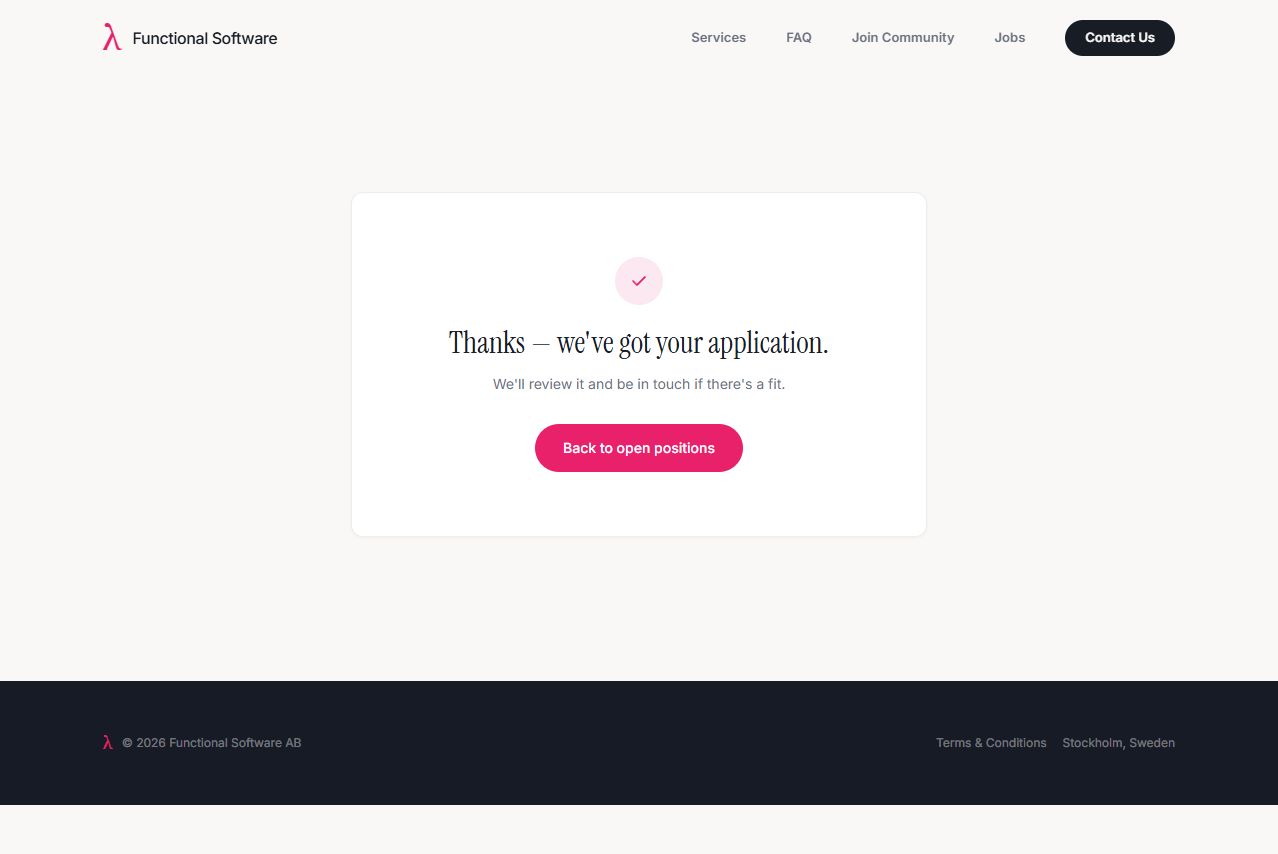 λ Functional Software
Services
FAQ
Join Community
Jobs
Contact Us
Thanks — we've got your application.
We'll review it and be in touch if there's a fit.
Back to open positions
λ © 2026 Functional Software AB
Terms & Conditions
Stockholm, Sweden